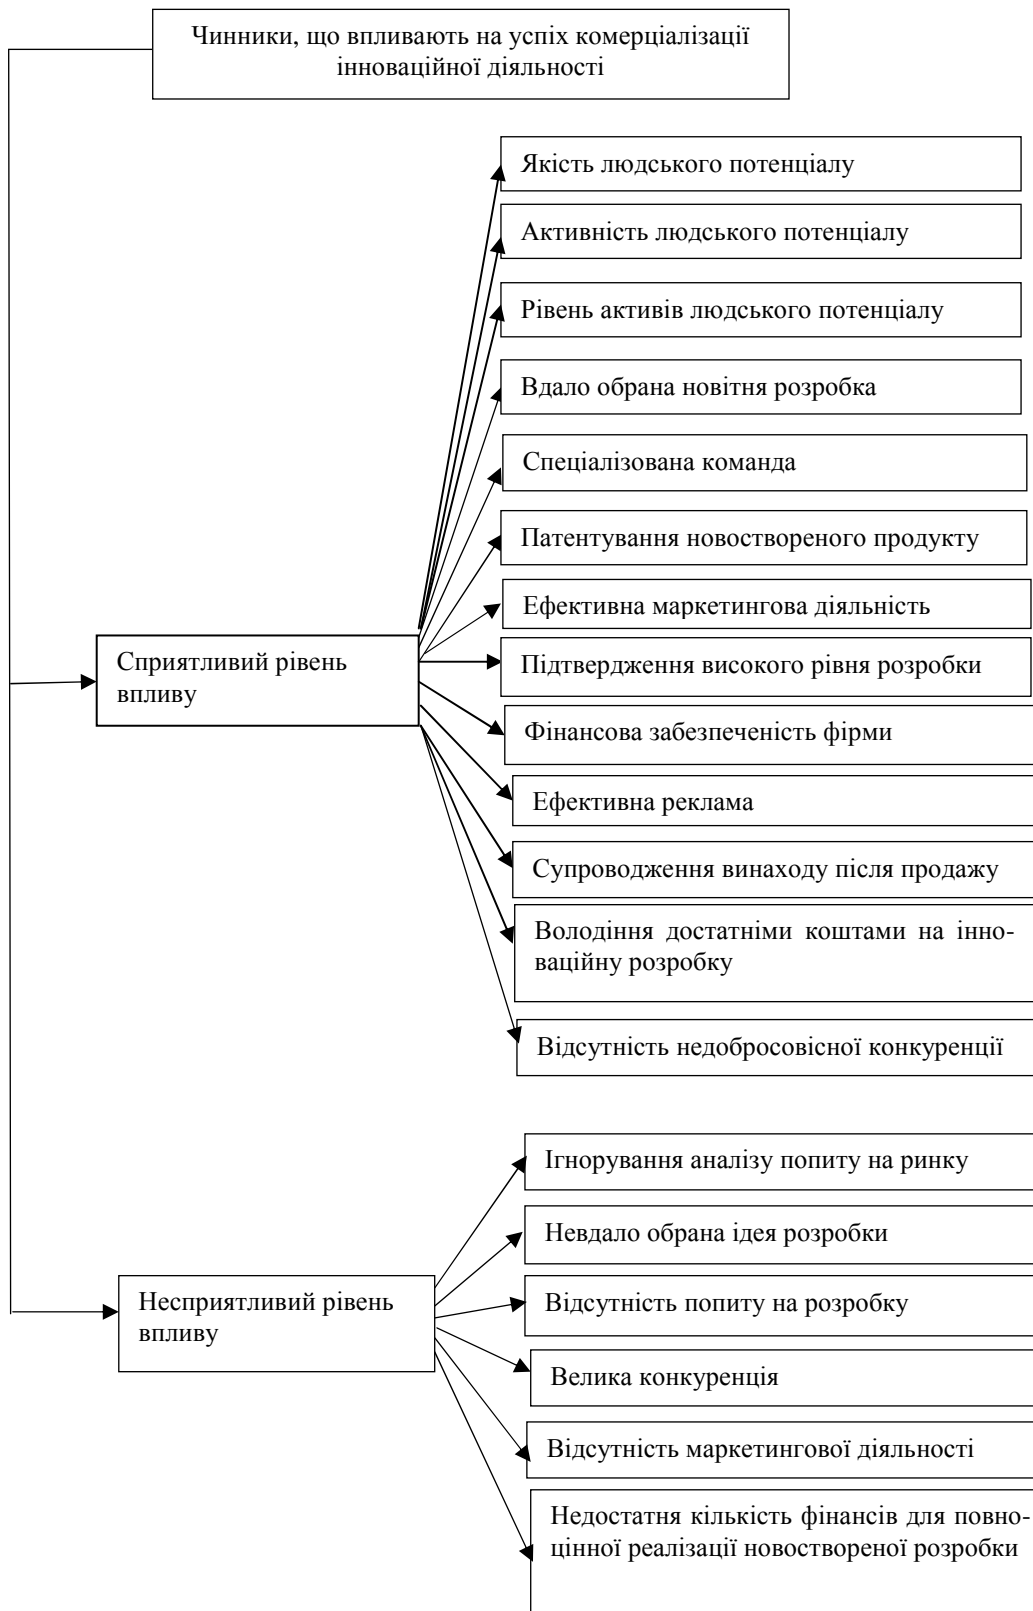 Чинники, що впливають на успіх комерціалізації
інноваційної діяльності
Якість людського потенціалу
Активність людського потенціалу
Рівень активів людського потенціалу
Вдало обрана новітня розробка
Спеціалізована команда
Патентування новоствореного продукту
Ефективна маркетингова діяльність
Підтвердження високого рівня розробки
Сприятливий рівень
впливу
Фінансова забезпеченість фірми
Ефективна реклама
Супроводження винаходу після продажу
Володіння достатніми коштами на інно-
ваційну розробку
Відсутність недобросовісної конкуренції
Ігнорування аналізу попиту на ринку
Невдало обрана ідея розробки
Несприятливий рівень
впливу
Відсутність попиту на розробку
Велика конкуренція
Відсутність маркетингової діяльності
Недостатня кількість фінансів для повно-
цінної реалізації новоствореної розробки